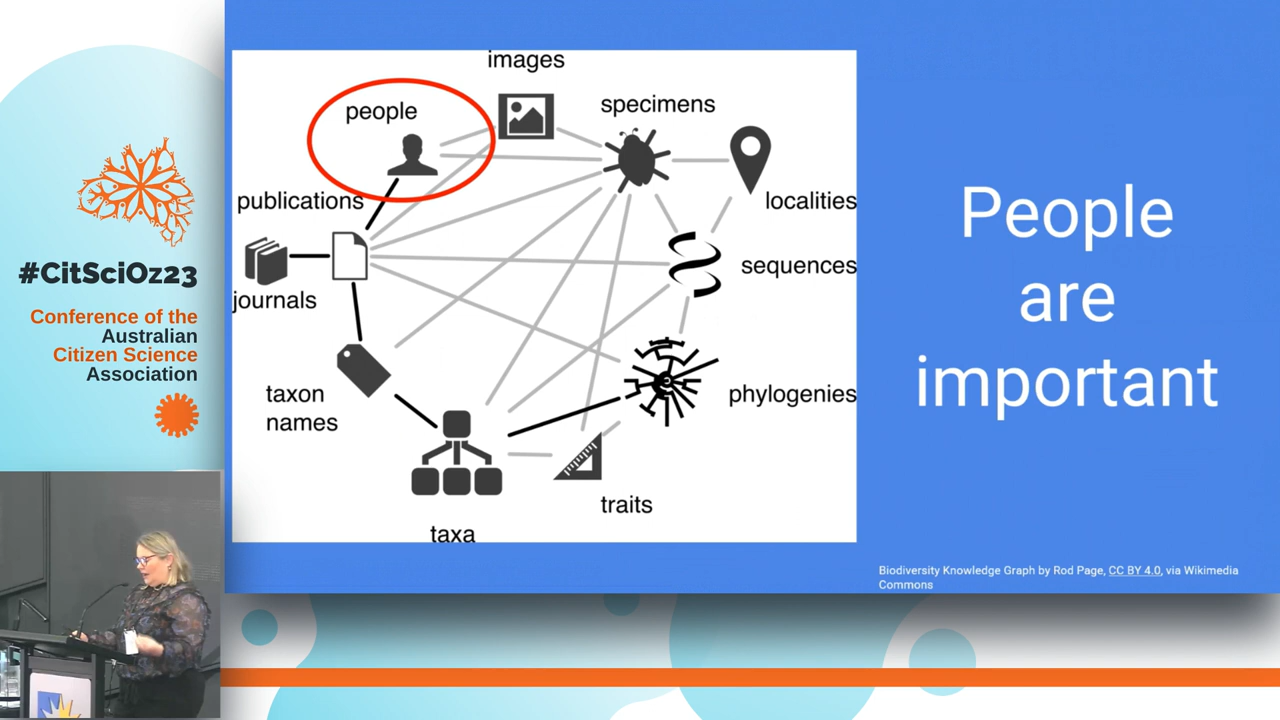 #CitSciOz23
Conference of the
Australian
Citizen Science
Association
images
people
specimens
publications
localities
sequences
journals
taxon
names
phylogenies
traits
taxa
People
are
important
Biodiversity Knowledge Graph by Rod Page, CC BY 4.0, via Wikimedia
Commons